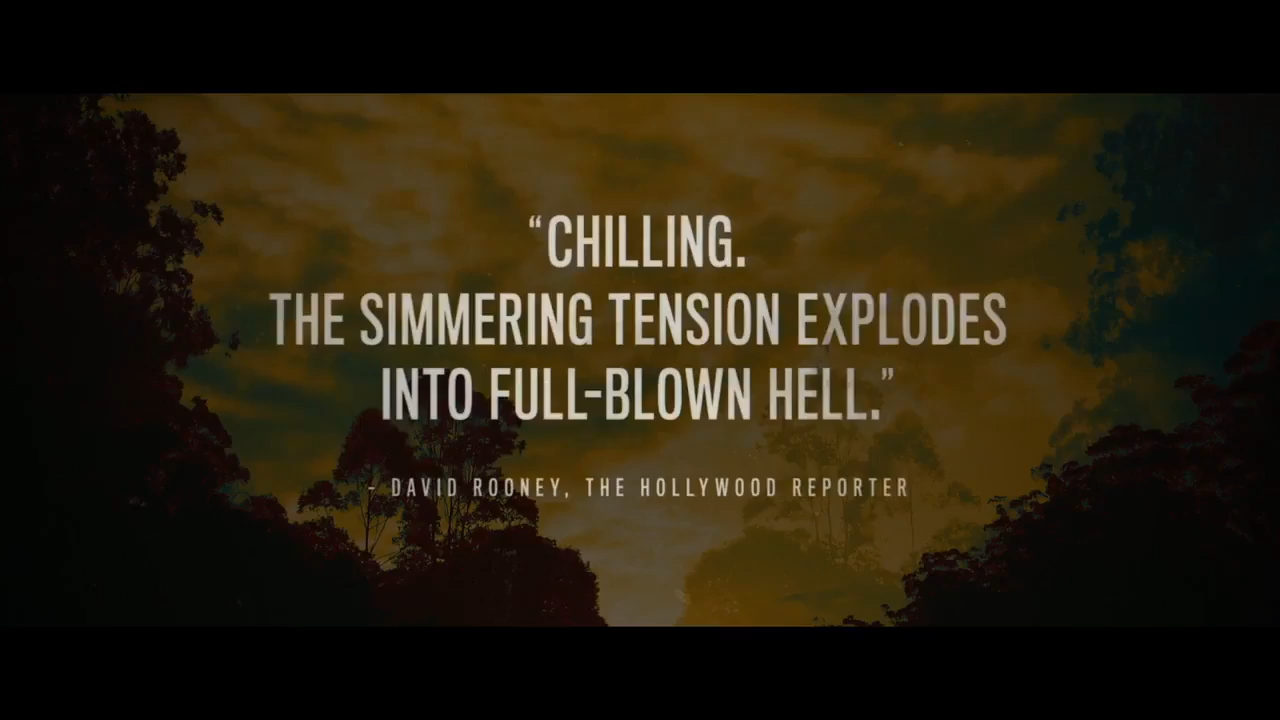 “CHILLING.
THE SIMMERING TENSION EXPLODES
INTO FULL-BLOWN HELL.”
- DAVID ROONEY, THE HOLLYWOOD REPORTER